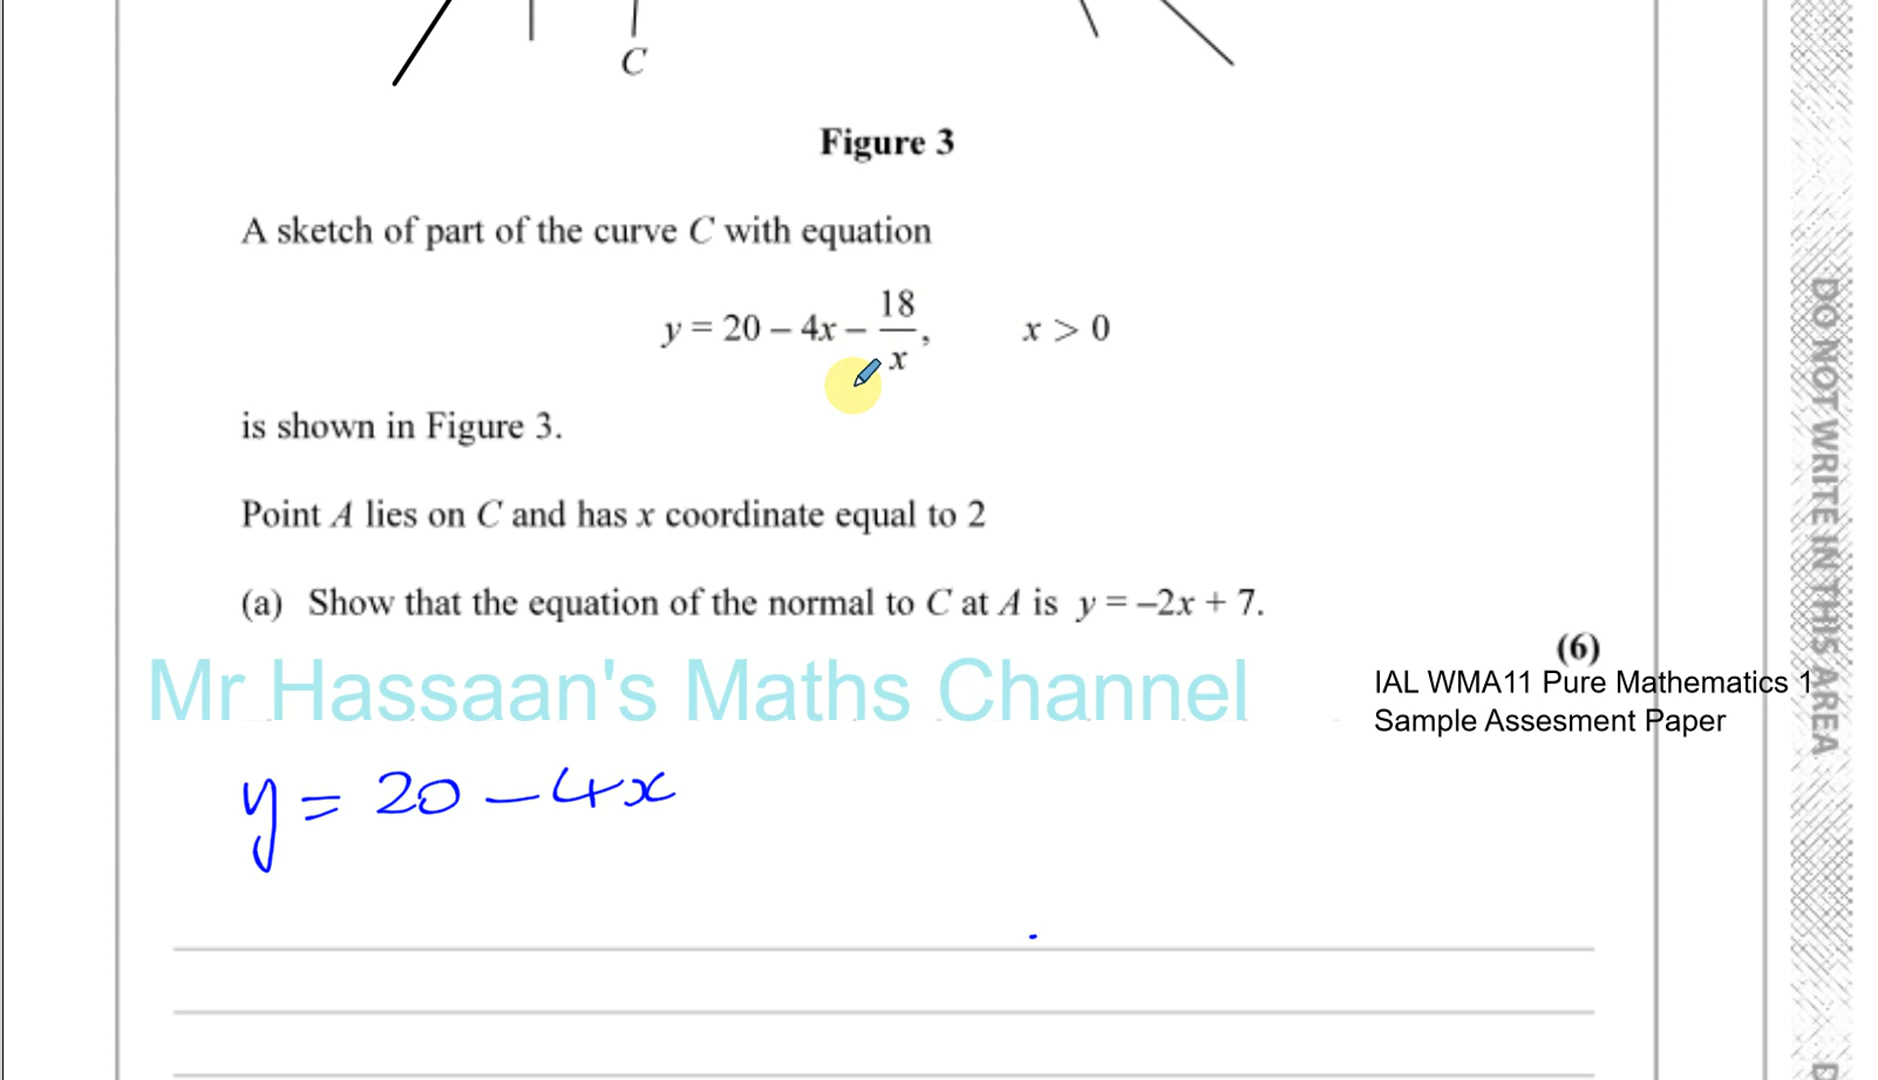 C
Figure 3
A sketch of part of the curve C with equation
y = 20 – 4x – 18/x, x > 0
is shown in Figure 3.
Point A lies on C and has x coordinate equal to 2
(a) Show that the equation of the normal to C at A is y = –2x + 7.
(6)
Mr Hassaan's Maths Channel
IAL WMA11 Pure Mathematics 1
Sample Assesment Paper
y = 20 – 4x
DO NOT WRITE IN THIS AREA